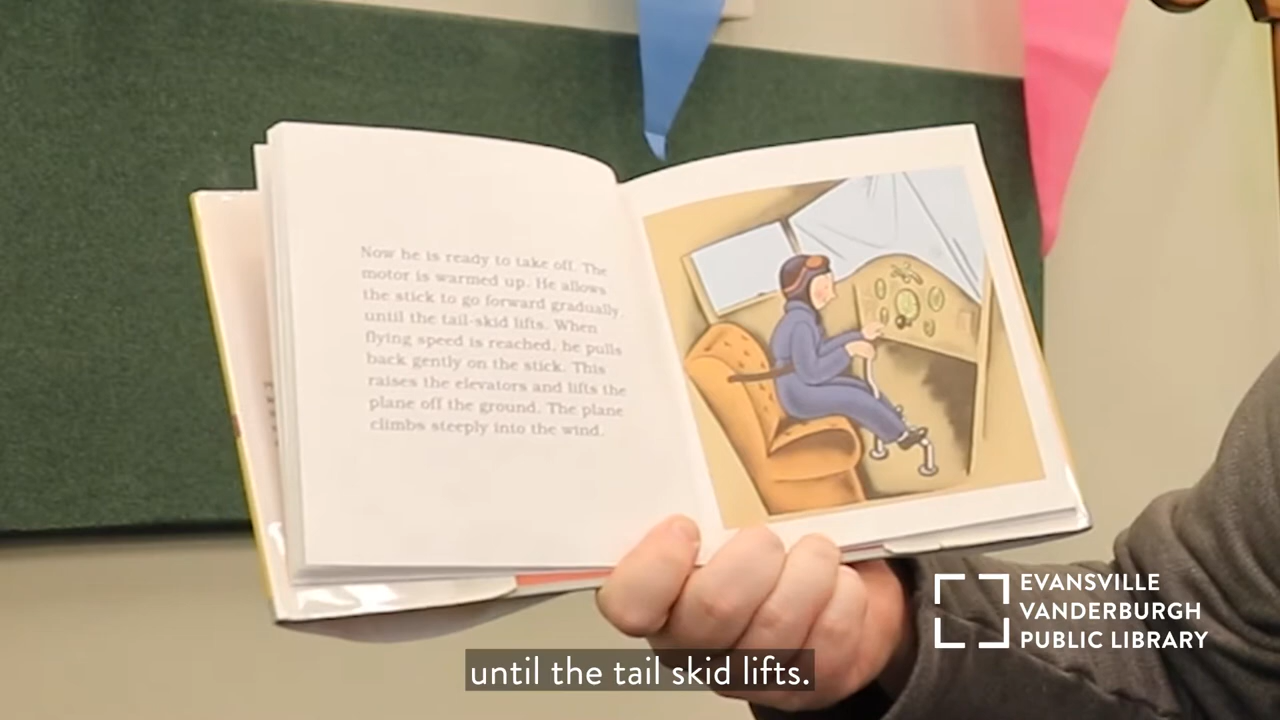 Now he is ready to take off. The
motor is warmed up. He allows
the stick to go forward gradually
until the tail-skid lifts. When
flying speed is reached, he pulls
back gently on the stick. This
raises the elevators and lifts the
plane off the ground. The plane
climbs steeply into the wind.
EVANSVILLE
VANDERBURGH
PUBLIC LIBRARY
until the tail skid lifts.